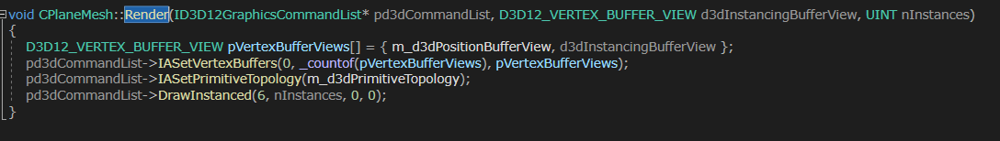 void CPlaneMesh::Render(ID3D12GraphicsCommandList* pd3dCommandList, D3D12_VERTEX_BUFFER_VIEW d3dInstancingBufferView, UINT nInstances)
{
D3D12_VERTEX_BUFFER_VIEW pVertexBufferViews[] = { m_d3dPositionBufferView, d3dInstancingBufferView };
pd3dCommandList->IASetVertexBuffers(0, _countof(pVertexBufferViews), pVertexBufferViews);
pd3dCommandList->IASetPrimitiveTopology(m_d3dPrimitiveTopology);
pd3dCommandList->DrawInstanced(6, nInstances, 0, 0);
}